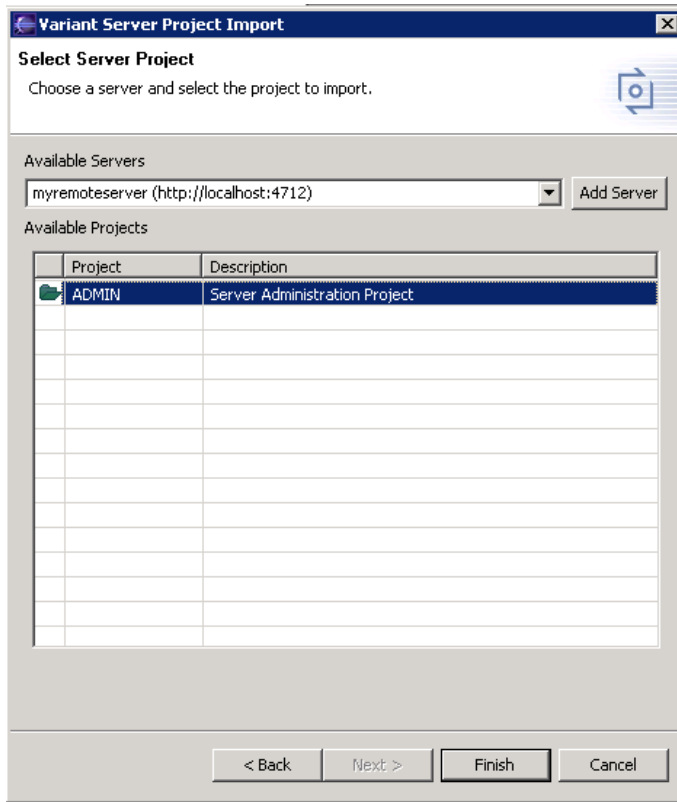 Variant Server Project Import
Select Server Project
Choose a server and select the project to import.
Available Servers
myremoteserver (http://localhost:4712) Add Server
Available Projects
Project Description
ADMIN Server Administration Project
< Back Next > Finish Cancel